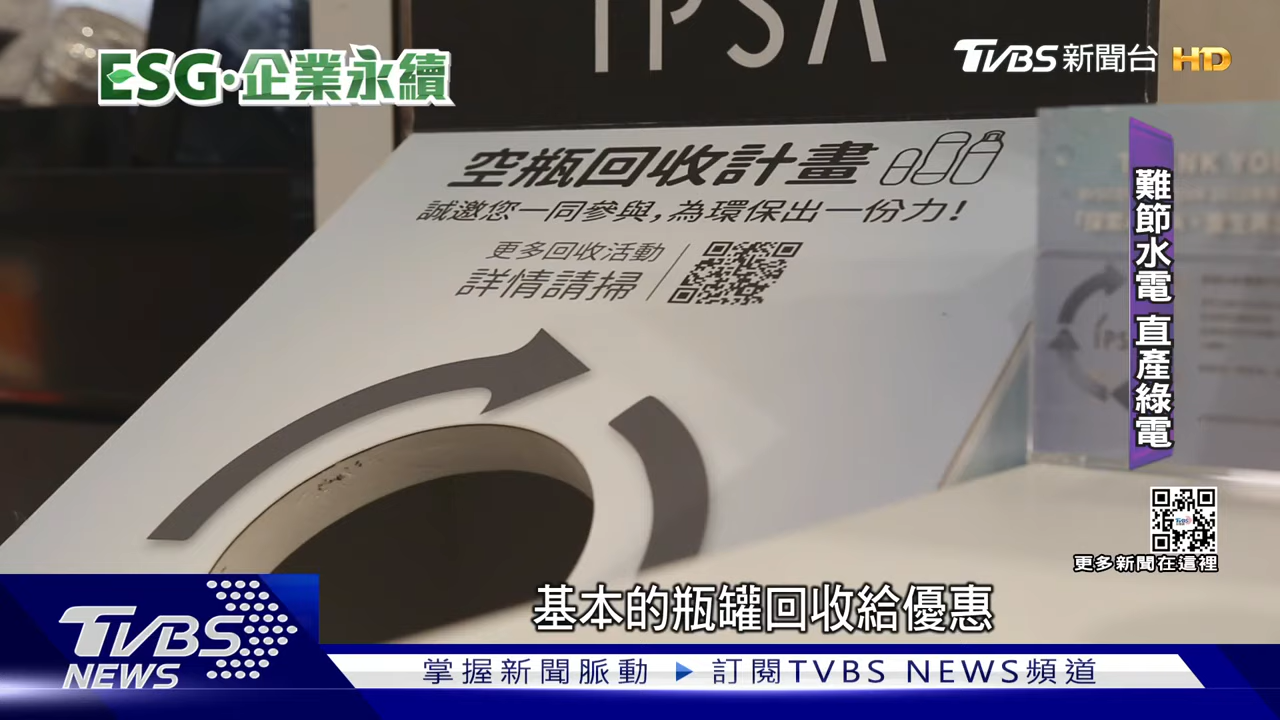 IPSA
ESG·企業永續
TVBS新聞台 HD
空瓶回收計畫
誠邀您一同參與,為環保出一份力!
更多回收活動
詳情請掃
THANK YOU
難節水電 直產綠電
更多新聞在這裡
基本的瓶罐回收給優惠
TVBS
NEWS
掌握新聞脈動 ▶ 訂閱TVBS NEWS頻道